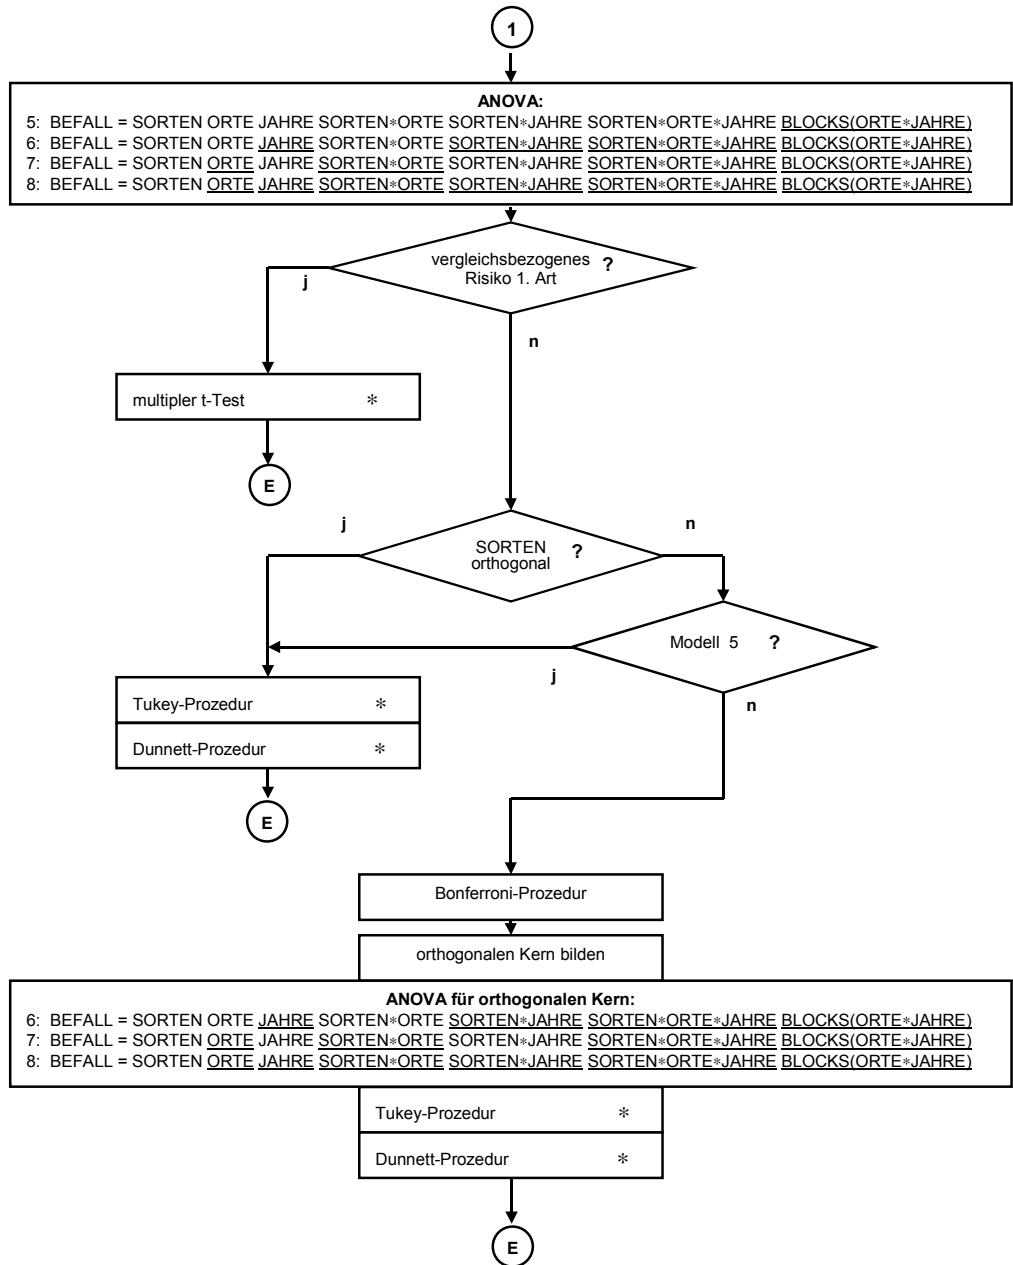 1
ANOVA:
5: BEFALL = SORTEN ORTE JAHRE SORTEN*ORTE SORTEN*JAHRE SORTEN*ORTE*JAHRE BLOCKS(ORTE*JAHRE)
6: BEFALL = SORTEN ORTE JAHRE SORTEN*ORTE SORTEN*JAHRE SORTEN*ORTE*JAHRE BLOCKS(ORTE*JAHRE)
7: BEFALL = SORTEN ORTE JAHRE SORTEN*ORTE SORTEN*JAHRE SORTEN*ORTE*JAHRE BLOCKS(ORTE*JAHRE)
8: BEFALL = SORTEN ORTE JAHRE SORTEN*ORTE SORTEN*JAHRE SORTEN*ORTE*JAHRE BLOCKS(ORTE*JAHRE)
vergleichsbezogenes ?
Risiko 1. Art
j
n
multipler t-Test *
E
j
n
SORTEN ?
orthogonal
Modell 5 ?
j
n
Tukey-Prozedur *
Dunnett-Prozedur *
E
Bonferroni-Prozedur
orthogonalen Kern bilden
ANOVA für orthogonalen Kern:
6: BEFALL = SORTEN ORTE JAHRE SORTEN*ORTE SORTEN*JAHRE SORTEN*ORTE*JAHRE BLOCKS(ORTE*JAHRE)
7: BEFALL = SORTEN ORTE JAHRE SORTEN*ORTE SORTEN*JAHRE SORTEN*ORTE*JAHRE BLOCKS(ORTE*JAHRE)
8: BEFALL = SORTEN ORTE JAHRE SORTEN*ORTE SORTEN*JAHRE SORTEN*ORTE*JAHRE BLOCKS(ORTE*JAHRE)
Tukey-Prozedur *
Dunnett-Prozedur *
E